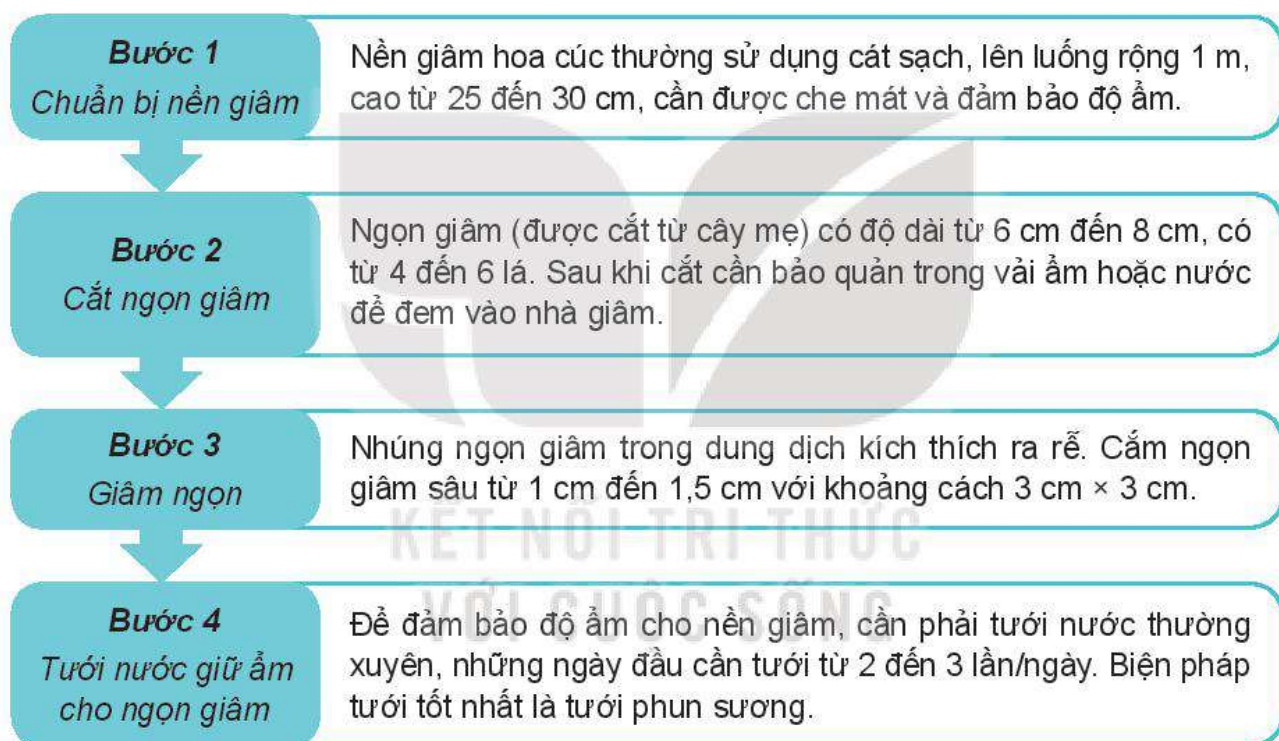 Bước 1
Chuẩn bị nền giâm
Nền giâm hoa cúc thường sử dụng cát sạch, lên luống rộng 1 m,
cao từ 25 đến 30 cm, cần được che mát và đảm bảo độ ẩm.
Bước 2
Cắt ngọn giâm
Ngọn giâm (được cắt từ cây mẹ) có độ dài từ 6 cm đến 8 cm, có
từ 4 đến 6 lá. Sau khi cắt cần bảo quản trong vải ẩm hoặc nước
để đem vào nhà giâm.
Bước 3
Giâm ngọn
Nhúng ngọn giâm trong dung dịch kích thích ra rễ. Cắm ngọn
giâm sâu từ 1 cm đến 1,5 cm với khoảng cách 3 cm × 3 cm.
KẾT NỐI TRI THỨC
VỚI CUỘC SỐNG
Bước 4
Tưới nước giữ ẩm
cho ngọn giâm
Để đảm bảo độ ẩm cho nền giâm, cần phải tưới nước thường
xuyên, những ngày đầu cần tưới từ 2 đến 3 lần/ngày. Biện pháp
tưới tốt nhất là tưới phun sương.